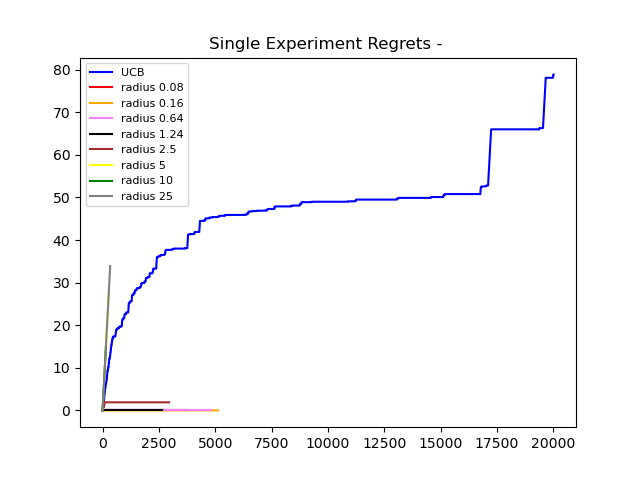 Single Experiment Regrets -
UCB
radius 0.08
radius 0.16
radius 0.64
radius 1.24
radius 2.5
radius 5
radius 10
radius 25
80
70
60
50
40
30
20
10
0
0 2500 5000 7500 10000 12500 15000 17500 20000